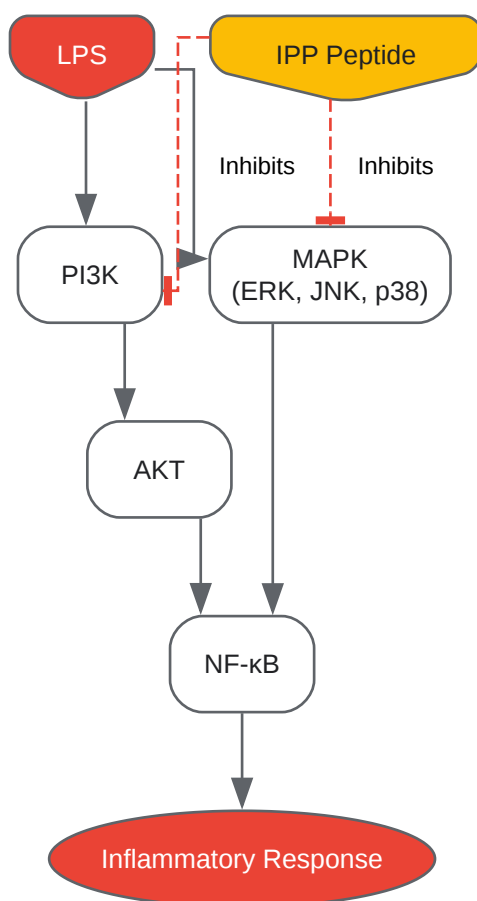 LPS
IPP Peptide
Inhibits
Inhibits
PI3K
MAPK
(ERK, JNK, p38)
AKT
NF-κB
Inflammatory Response